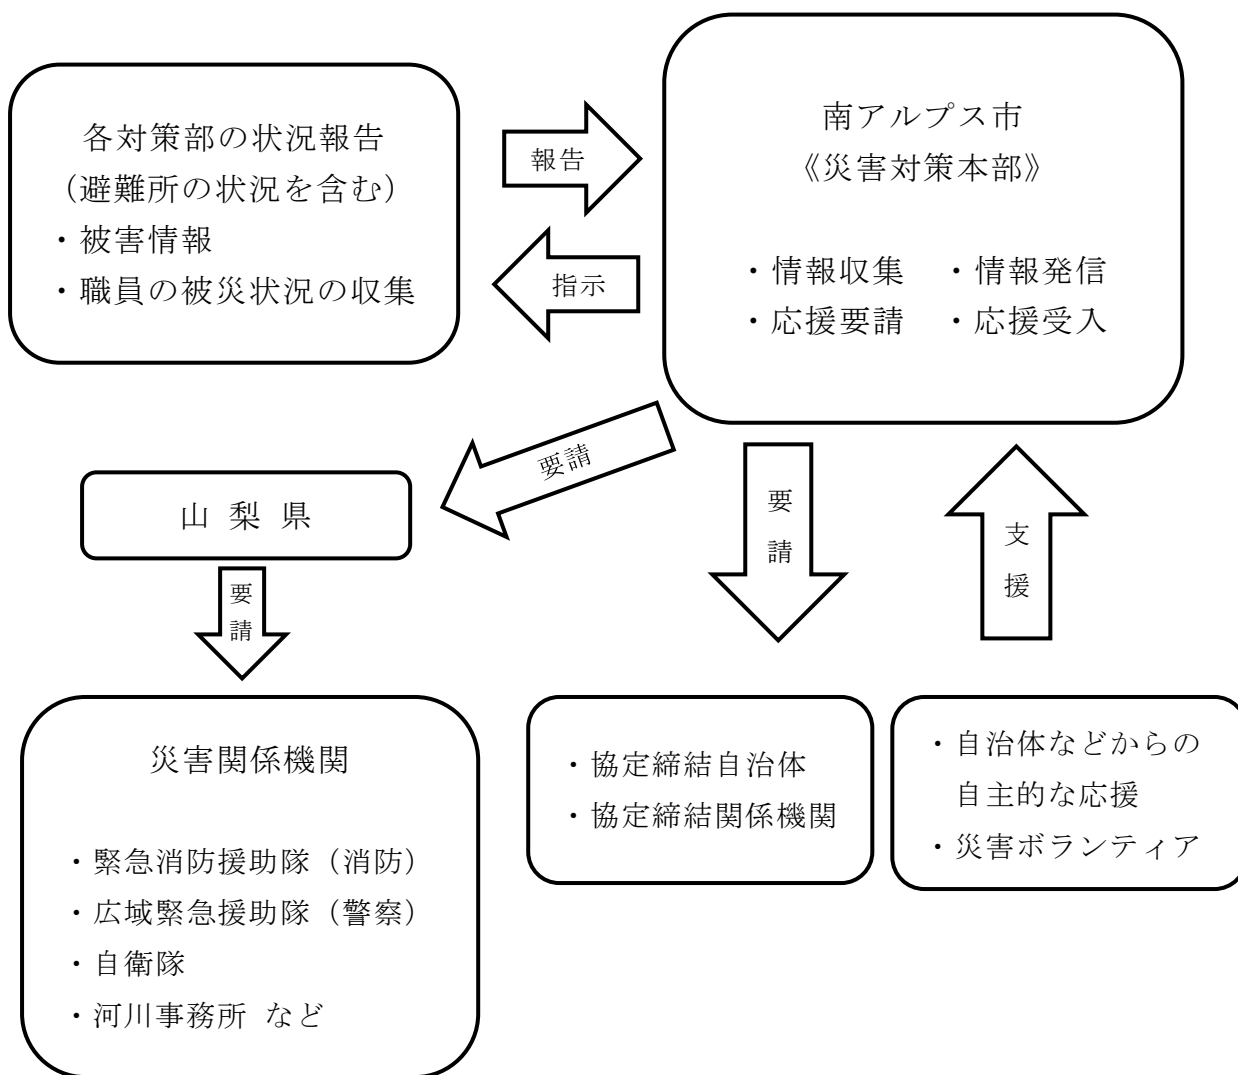 各対策部の状況報告
（避難所の状況を含む）
・被害情報
・職員の被災状況の収集
報告
指示
南アルプス市
《災害対策本部》
・情報収集　・情報発信
・応援要請　・応援受入
要請
山 梨 県
要
請
要
請
支
援
災害関係機関
・緊急消防援助隊（消防）
・広域緊急援助隊（警察）
・自衛隊
・河川事務所 など
・協定締結自治体
・協定締結関係機関
・自治体などからの
自主的な応援
・災害ボランティア